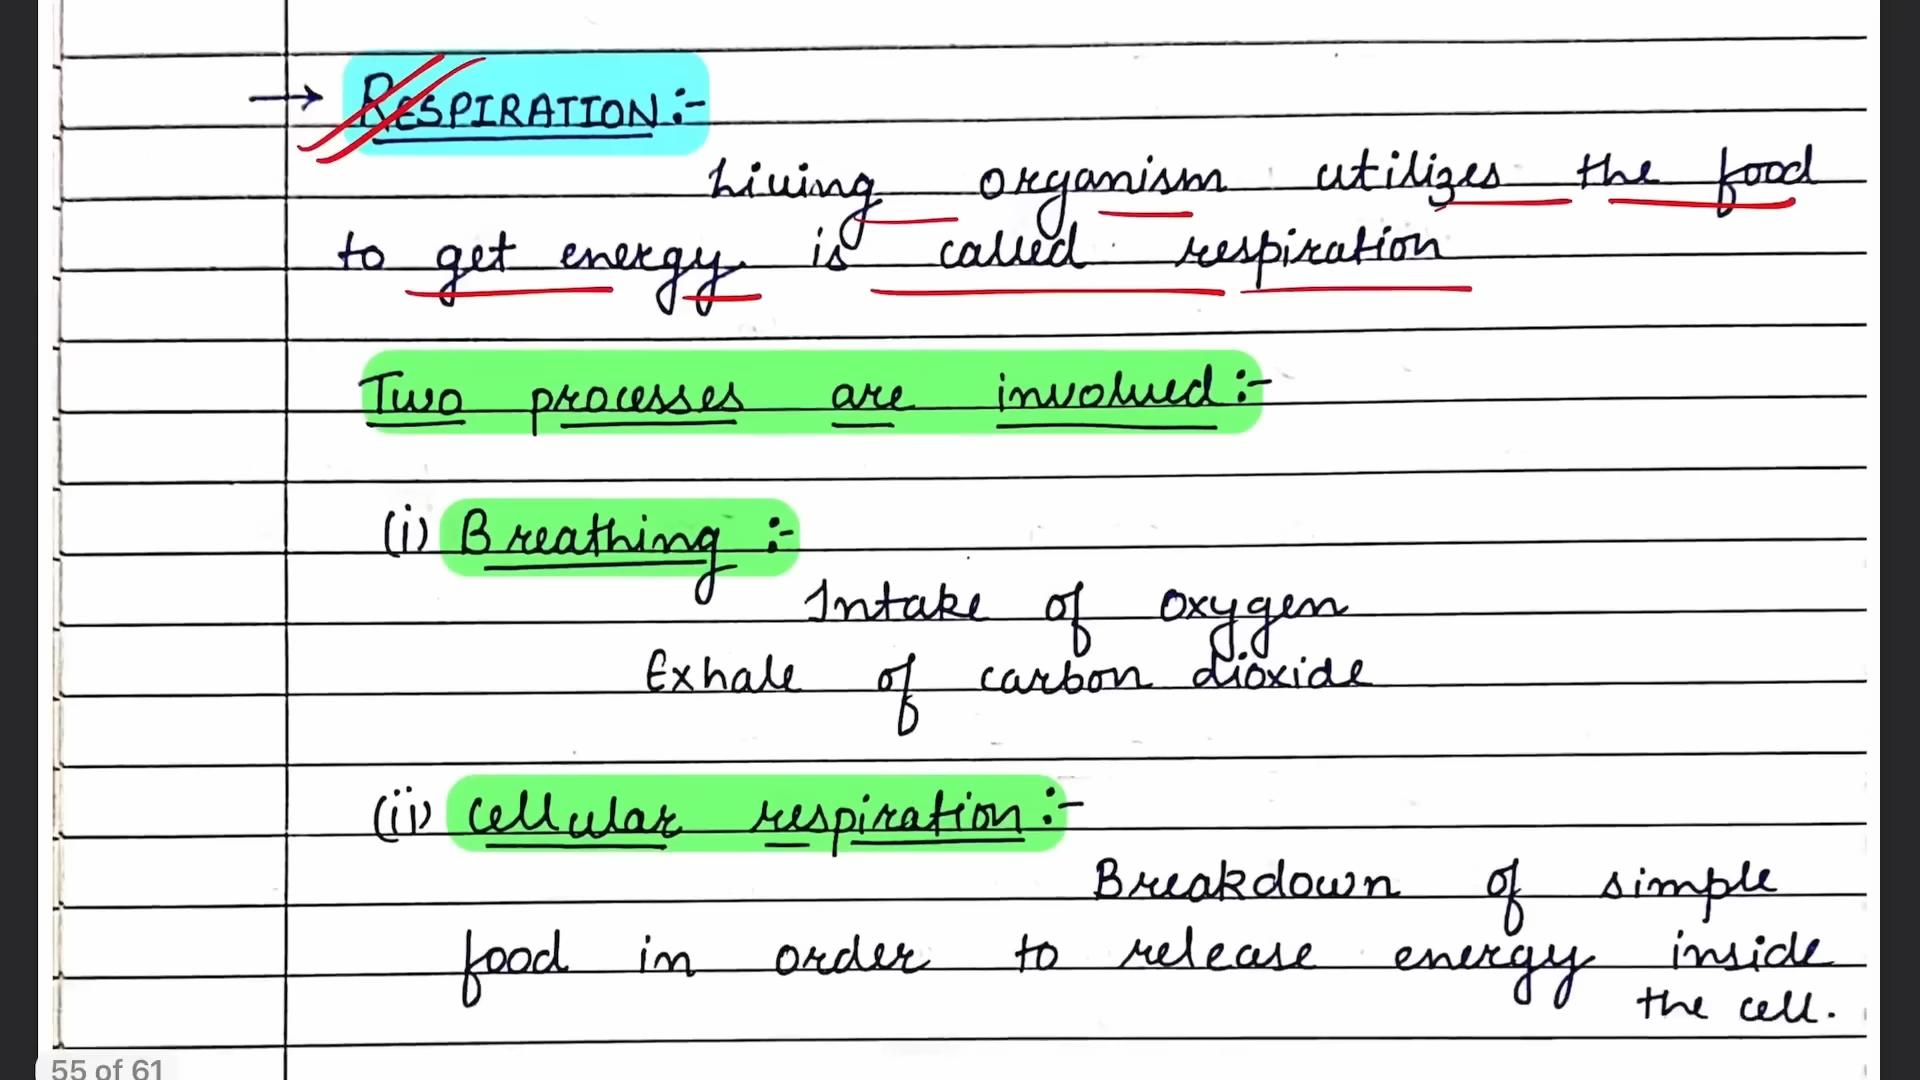 → RESPIRATION :-
Living organism utilizes the food
to get energy is called respiration
Two processes are involved :-
(i) Breathing :-
Intake of oxygen
Exhale of carbon dioxide
(ii) Cellular respiration :-
Breakdown of simple
food in order to release energy inside
the cell.
55 of 61